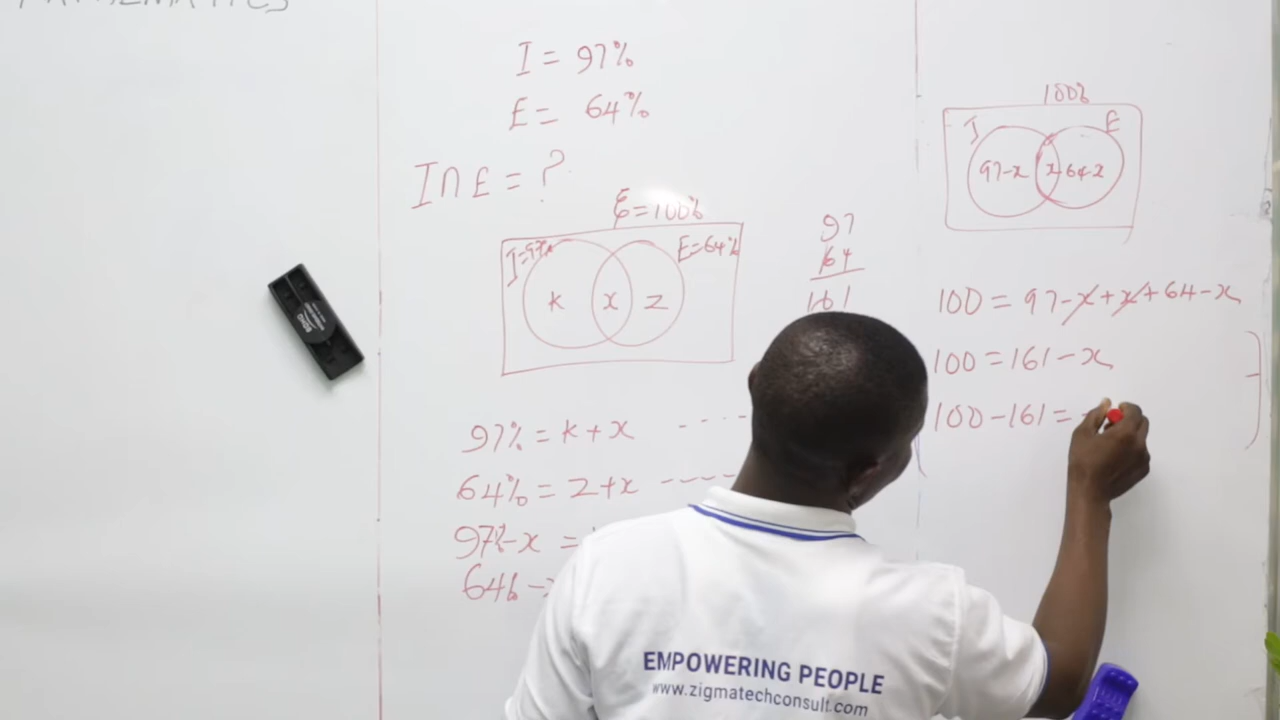 MATHEMATICS
I = 97%
E = 64%
I∩E = ?
ξ = 100%
I=97%
E=64%
k
x
z
97% = k + x - - - -
64% = z + x - - - -
97% - x =
64% -
97
64
161
100%
I
E
97-x
x
64-x
100 = 97 - x + x + 64 - x
100 = 161 - x
100 - 161 = -
EMPOWERING PEOPLE
www.zigmatechconsult.com